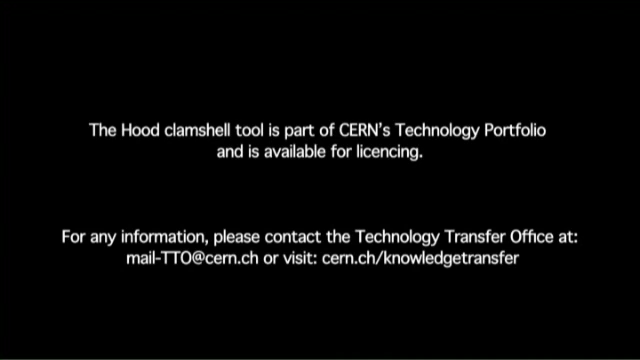 The Hood clamshell tool is part of CERN's Technology Portfolio
and is available for licencing.
For any information, please contact the Technology Transfer Office at:
mail-TTO@cern.ch or visit: cern.ch/knowledgetransfer